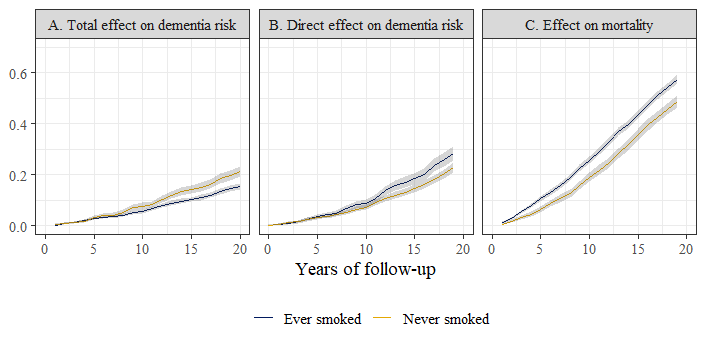 A. Total effect on dementia risk B. Direct effect on dementia risk C. Effect on mortality
0.6
0.4
0.2
0.0
0 5 10 15 20 0 5 10 15 20 0 5 10 15 20
Years of follow-up
Ever smoked Never smoked